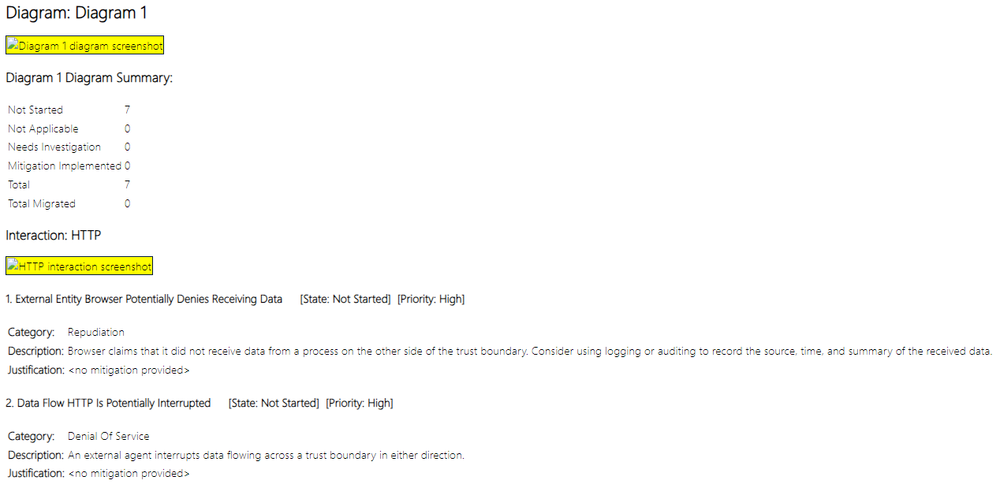 Diagram: Diagram 1
Diagram 1 diagram screenshot
Diagram 1 Diagram Summary:
Not Started 7
Not Applicable 0
Needs Investigation 0
Mitigation Implemented 0
Total 7
Total Migrated 0
Interaction: HTTP
HTTP interaction screenshot
1. External Entity Browser Potentially Denies Receiving Data [State: Not Started] [Priority: High]
Category: Repudiation
Description: Browser claims that it did not receive data from a process on the other side of the trust boundary. Consider using logging or auditing to record the source, time, and summary of the received data.
Justification: <no mitigation provided>
2. Data Flow HTTP Is Potentially Interrupted [State: Not Started] [Priority: High]
Category: Denial Of Service
Description: An external agent interrupts data flowing across a trust boundary in either direction.
Justification: <no mitigation provided>